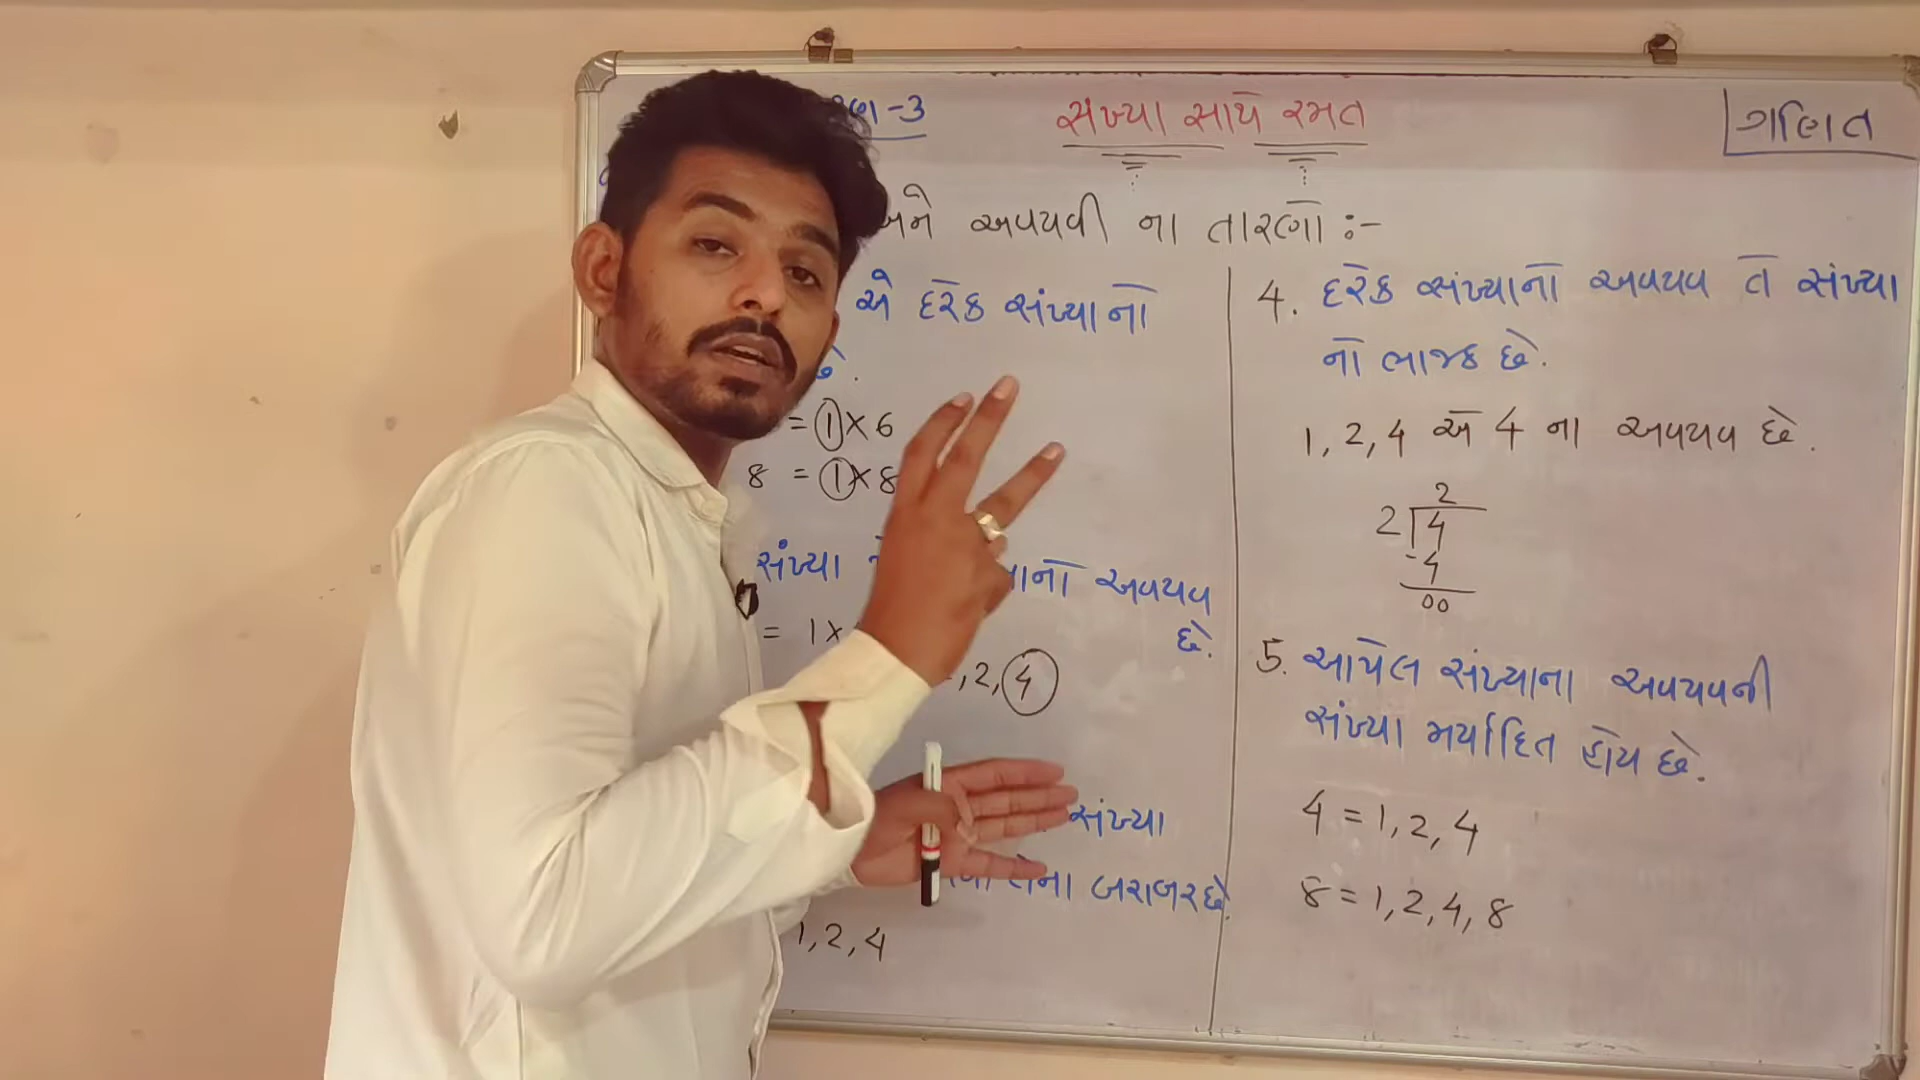 -3
સંખ્યા સાથે રમત
ગણિત
અને અવયવી ના તારણો :-
એ દરેક સંખ્યાનો
છે.
= 1 × 6
8 = 1 × 8
સંખ્યા
નો અવયવ
છે.
= 1 ×
, 2, 4
સંખ્યા
તેના બરાબર છે.
1, 2, 4
4. દરેક સંખ્યાનો અવયવ તે સંખ્યા
નો ભાજક છે.
1, 2, 4 એ 4 ના અવયવ છે.
2
2 4
-4
00
5. આપેલ સંખ્યાના અવયવની
સંખ્યા મર્યાદિત હોય છે.
4 = 1, 2, 4
8 = 1, 2, 4, 8